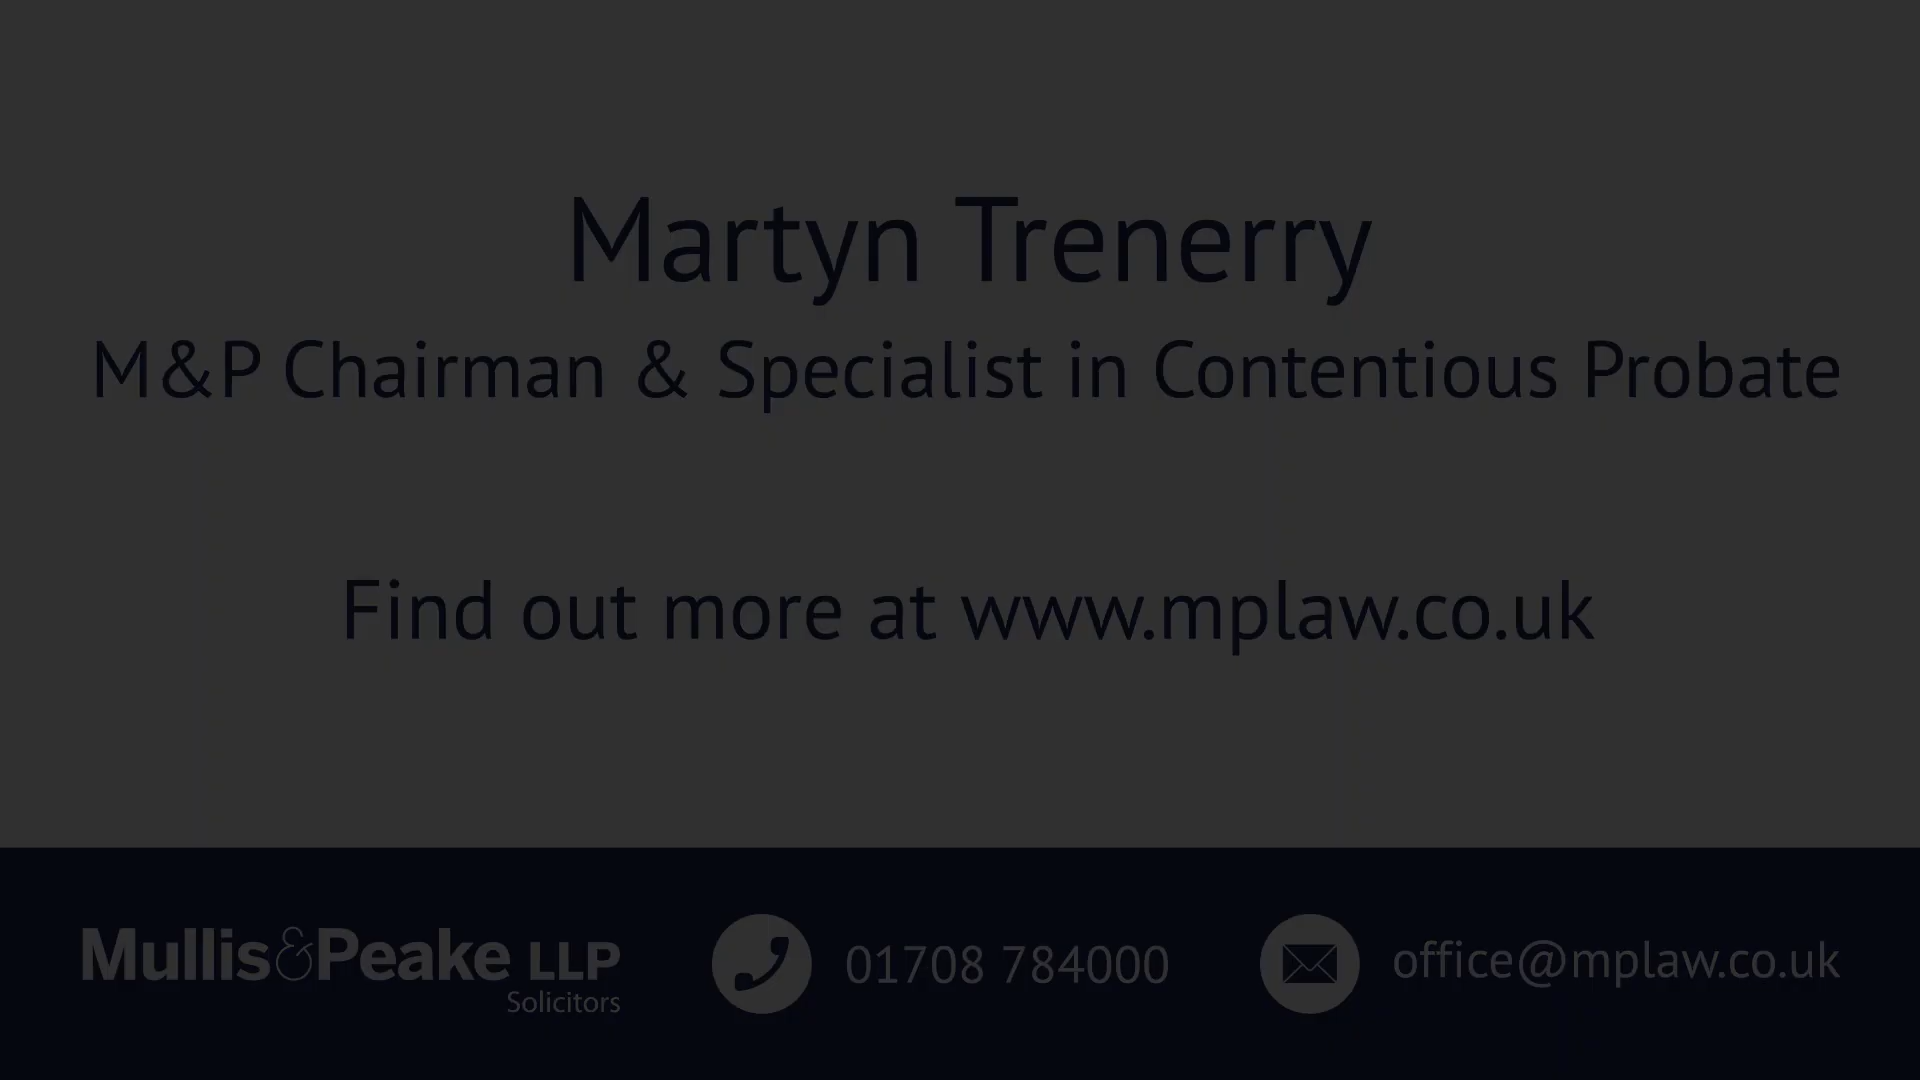 Martyn Trenerry
M&P Chairman & Specialist in Contentious Probate
Find out more at www.mplaw.co.uk
Mullis&Peake LLP
Solicitors
01708 784000
office@mplaw.co.uk